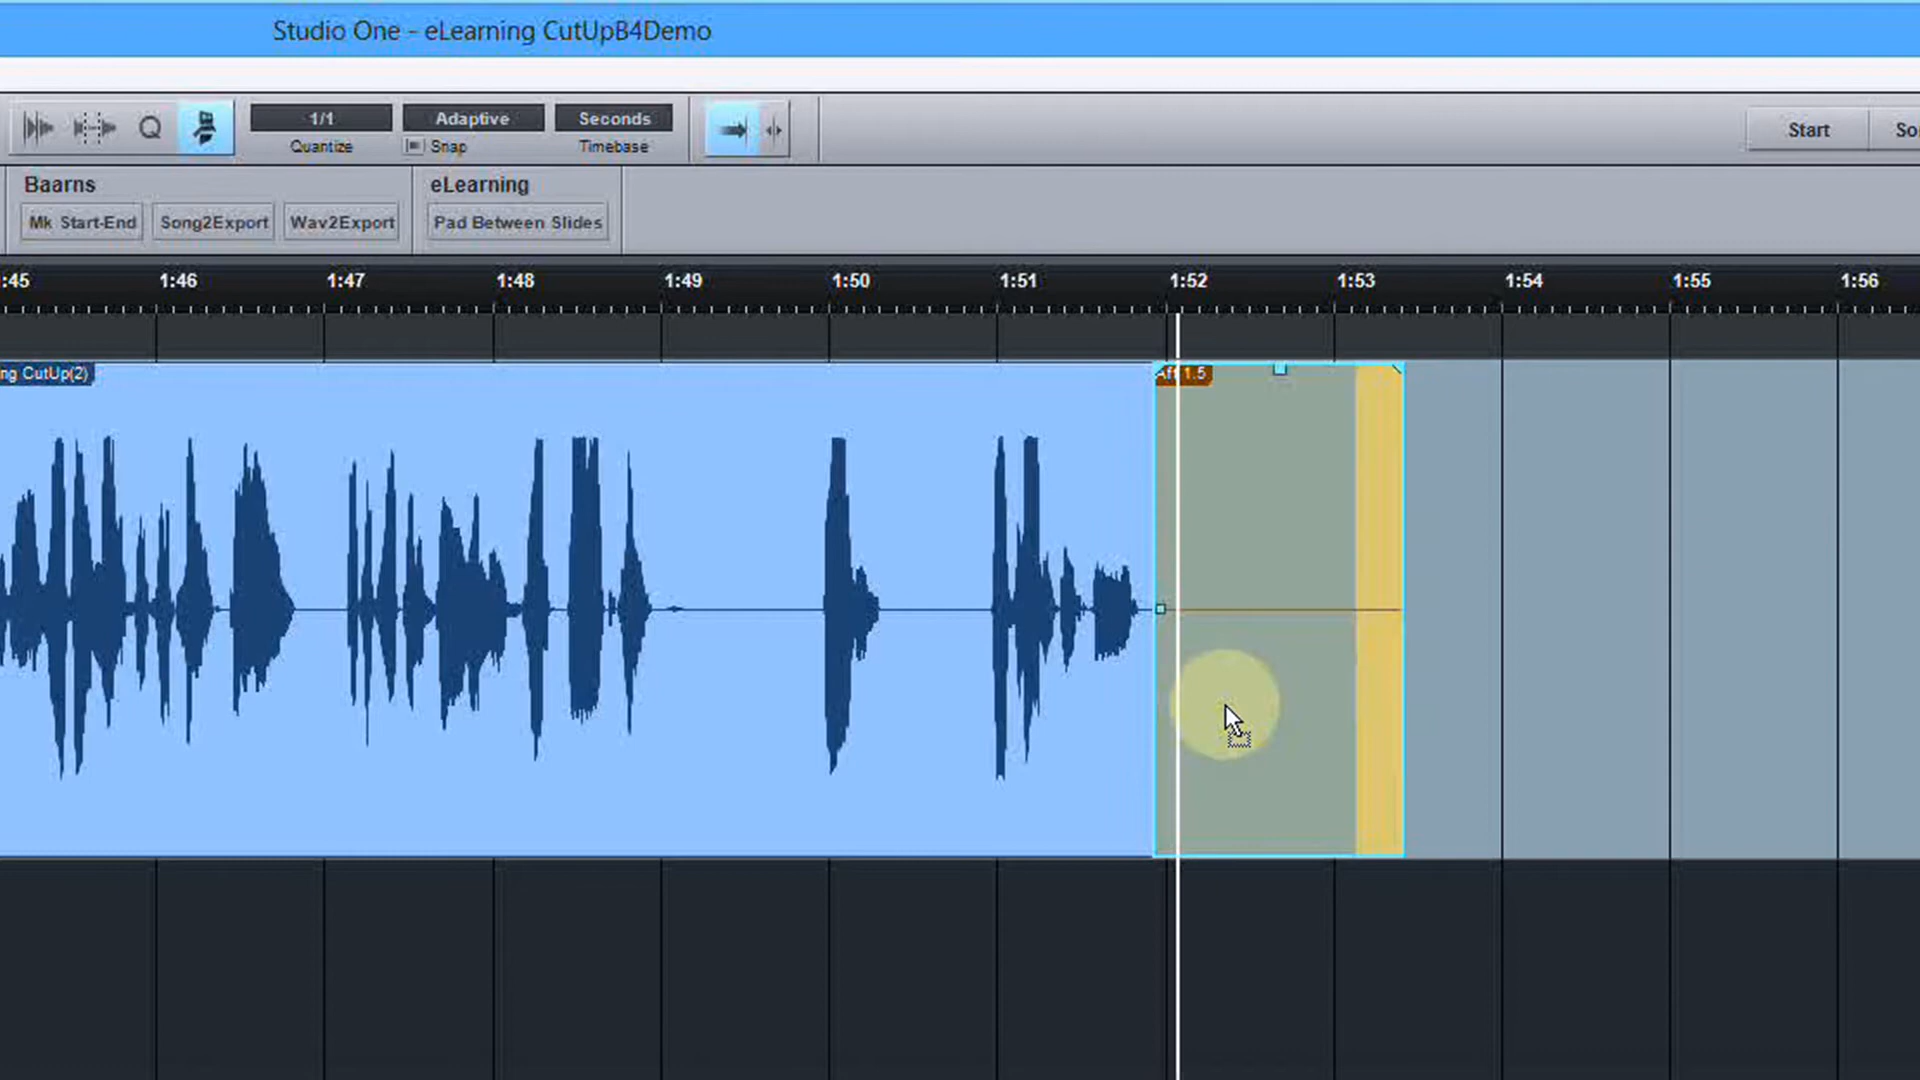 Studio One - eLearning CutUpB4Demo
Q
1/1 Adaptive Seconds
Quantize Snap Timebase
Start
Baarns eLearning
Mk Start-End Song2Export Wav2Export Pad Between Slides
:45 1:46 1:47 1:48 1:49 1:50 1:51 1:52 1:53 1:54 1:55 1:56
ng CutUp(2) 1.5